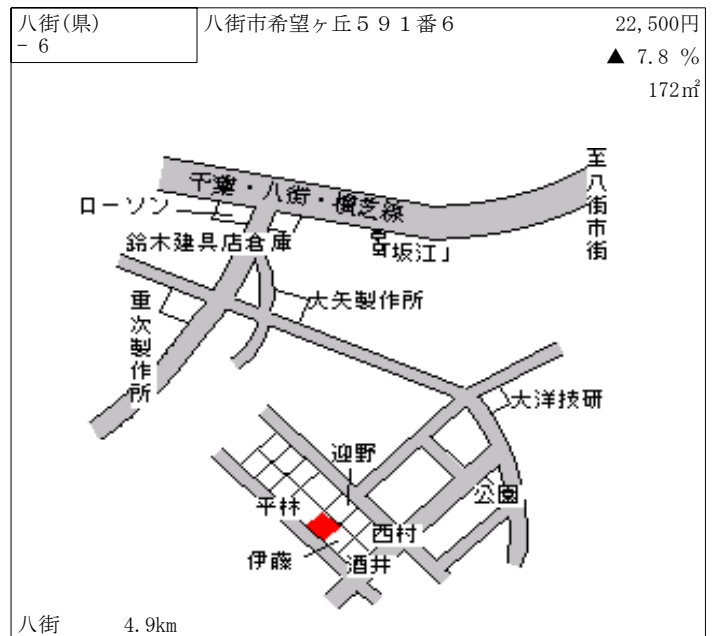 八街(県)
－6
八街市希望ヶ丘５９１番６
22,500円
▲ 7.8 %
172㎡
至八街市街
千葉・八街・横芝線
ローソン
鈴木建具店倉庫
重次製作所
大矢製作所
大洋技研
迎野
公園
平林
西村
伊藤
酒井
八街 4.9km